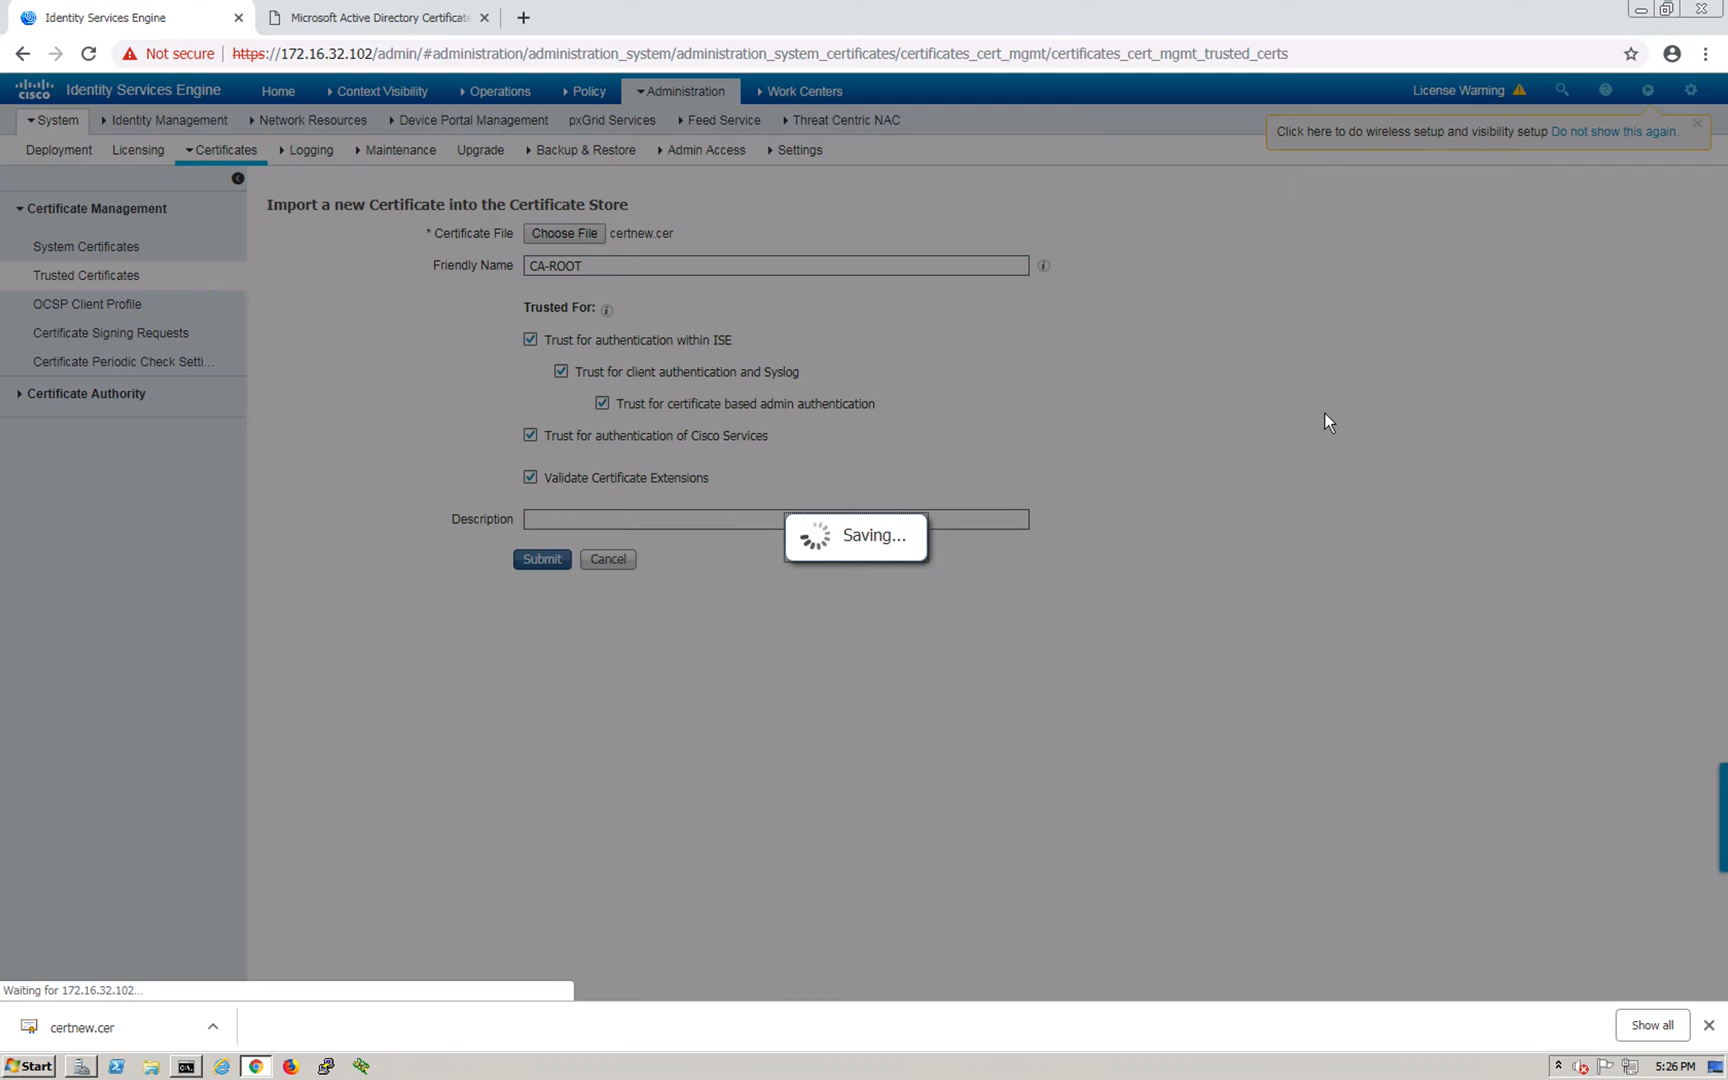 Identity Services Engine
Microsoft Active Directory Certificate
Not secure https://172.16.32.102/admin/#administration/administration_system/administration_system_certificates/certificates_cert_mgmt/certificates_cert_mgmt_trusted_certs
CISCO Identity Services Engine Home Context Visibility Operations Policy Administration Work Centers License Warning
System Identity Management Network Resources Device Portal Management pxGrid Services Feed Service Threat Centric NAC
Click here to do wireless setup and visibility setup Do not show this again.
Deployment Licensing Certificates Logging Maintenance Upgrade Backup & Restore Admin Access Settings
Certificate Management
System Certificates
Trusted Certificates
OCSP Client Profile
Certificate Signing Requests
Certificate Periodic Check Setti...
Certificate Authority
Import a new Certificate into the Certificate Store
* Certificate File Choose File certnew.cer
Friendly Name CA-ROOT
Trusted For:
Trust for authentication within ISE
Trust for client authentication and Syslog
Trust for certificate based admin authentication
Trust for authentication of Cisco Services
Validate Certificate Extensions
Description
Saving...
Submit Cancel
Waiting for 172.16.32.102...
certnew.cer
Show all
Start
5:26 PM